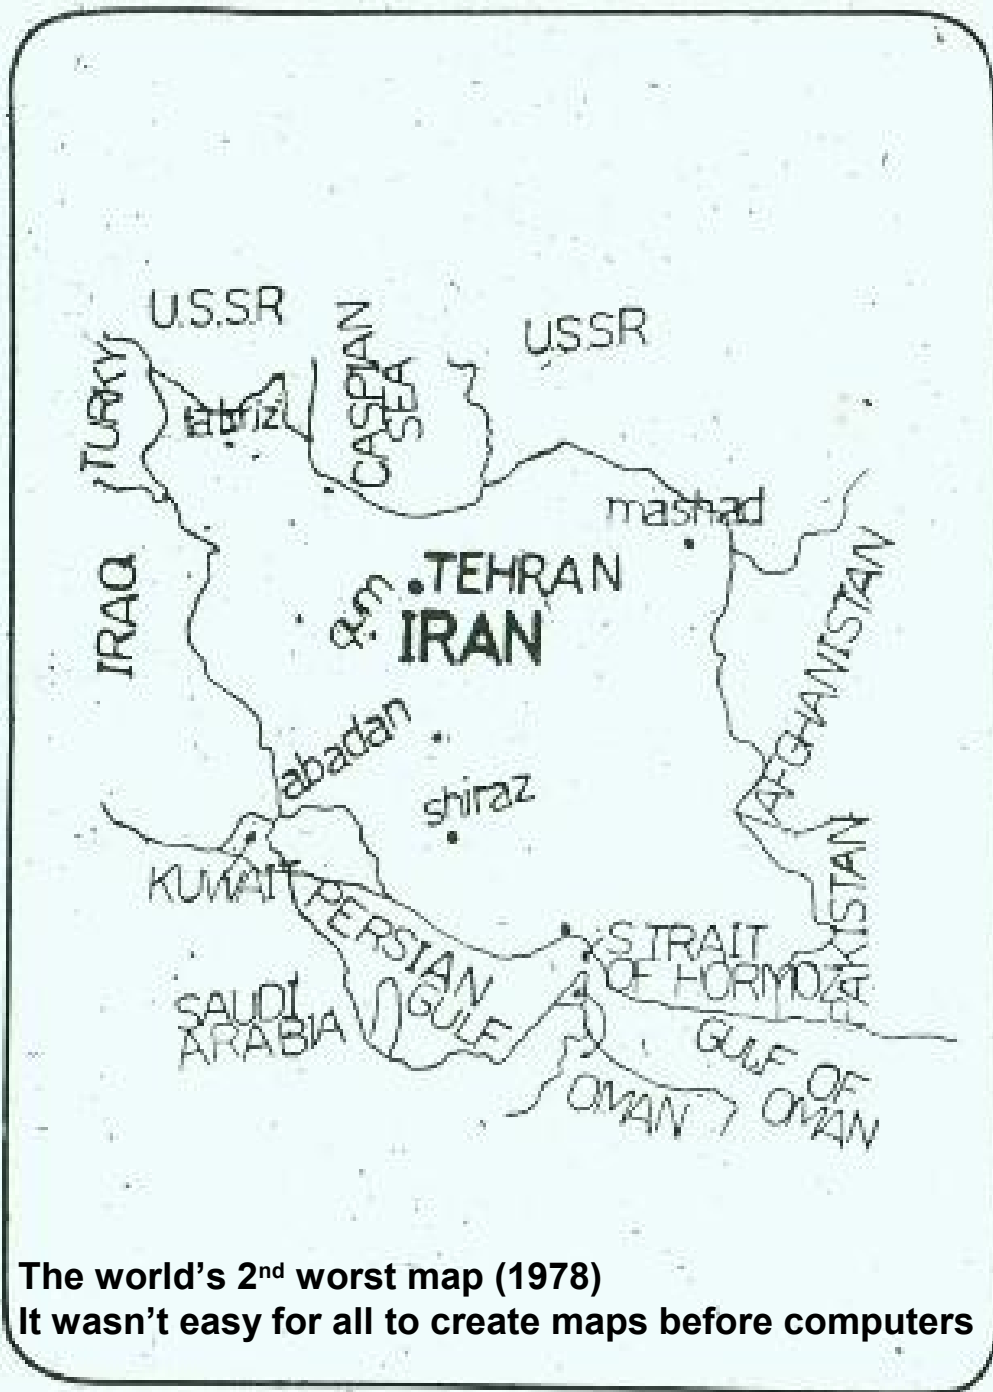 U.S.S.R
USSR
CASPIAN
SEA
TURKY
tabriz
mashad
TEHRAN
qum
IRAN
IRAQ
AFGHANISTAN
abadan
shiraz
KUWAIT
PAKISTAN
PERSIAN
GULF
STRAIT
OF HORMOZ
SAUDI
ARABIA
GULF OF
OMAN
OMAN
The world's 2nd worst map (1978)
It wasn't easy for all to create maps before computers